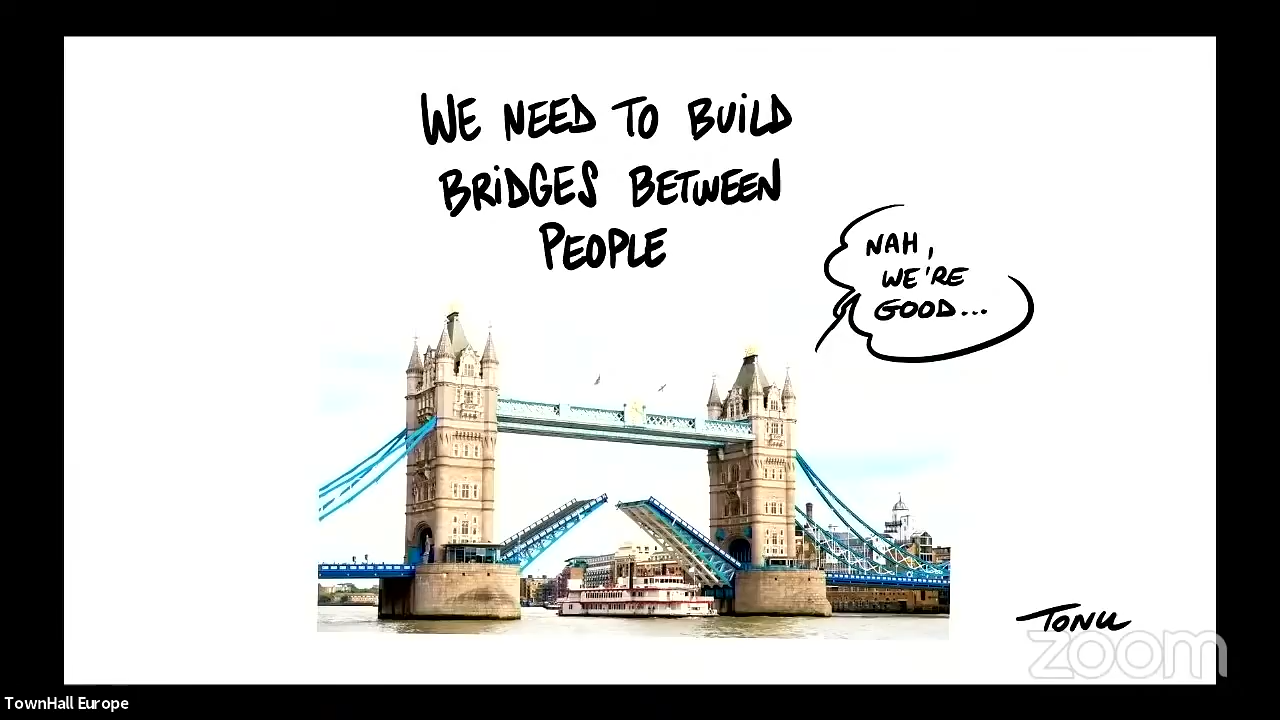 WE NEED TO BUiLD
BRiDGES BETWEEN
PEOPLE
NAH,
WE'RE
GOOD...
TONU
zoom
TownHall Europe